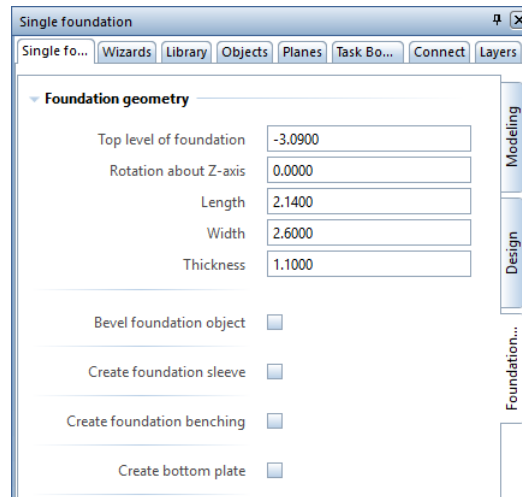 Single foundation
Single fo... Wizards Library Objects Planes Task Bo... Connect Layers
Foundation geometry
Top level of foundation -3.0900
Rotation about Z-axis 0.0000
Length 2.1400
Width 2.6000
Thickness 1.1000
Bevel foundation object
Create foundation sleeve
Create foundation benching
Create bottom plate
Modeling
Design
Foundation...